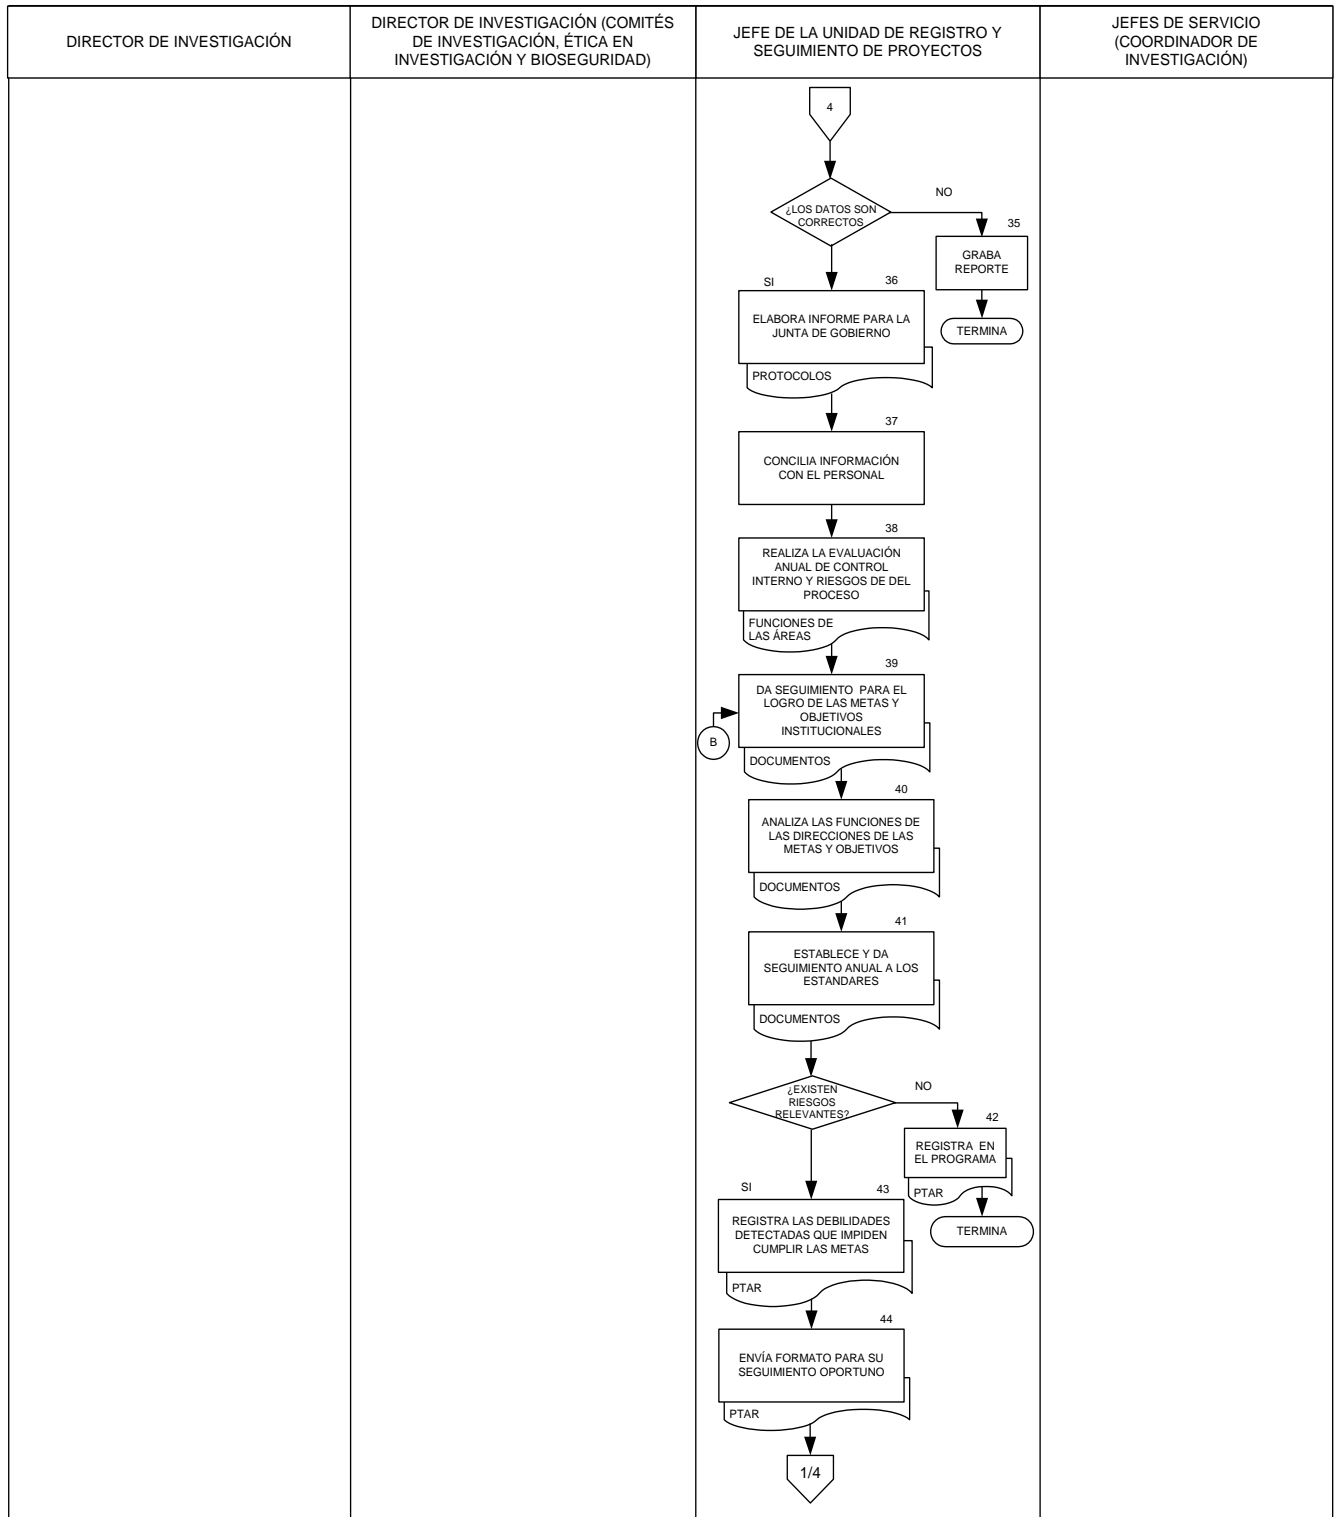 DIRECTOR DE INVESTIGACIÓN
DIRECTOR DE INVESTIGACIÓN (COMITÉS
DE INVESTIGACIÓN, ÉTICA EN
INVESTIGACIÓN Y BIOSEGURIDAD)
JEFE DE LA UNIDAD DE REGISTRO Y
SEGUIMIENTO DE PROYECTOS
JEFES DE SERVICIO
(COORDINADOR DE
INVESTIGACIÓN)
4
¿LOS DATOS SON
CORRECTOS
NO
35
GRABA
REPORTE
TERMINA
SI
36
ELABORA INFORME PARA LA
JUNTA DE GOBIERNO
PROTOCOLOS
37
CONCILIA INFORMACIÓN
CON EL PERSONAL
38
REALIZA LA EVALUACIÓN
ANUAL DE CONTROL
INTERNO Y RIESGOS DE DEL
PROCESO
FUNCIONES DE
LAS ÁREAS
39
DA SEGUIMIENTO PARA EL
LOGRO DE LAS METAS Y
OBJETIVOS
INSTITUCIONALES
B
DOCUMENTOS
40
ANALIZA LAS FUNCIONES DE
LAS DIRECCIONES DE LAS
METAS Y OBJETIVOS
DOCUMENTOS
41
ESTABLECE Y DA
SEGUIMIENTO ANUAL A LOS
ESTANDARES
DOCUMENTOS
¿EXISTEN
RIESGOS
RELEVANTES?
NO
42
REGISTRA EN
EL PROGRAMA
PTAR
TERMINA
SI
43
REGISTRA LAS DEBILIDADES
DETECTADAS QUE IMPIDEN
CUMPLIR LAS METAS
PTAR
44
ENVÍA FORMATO PARA SU
SEGUIMIENTO OPORTUNO
PTAR
1/4